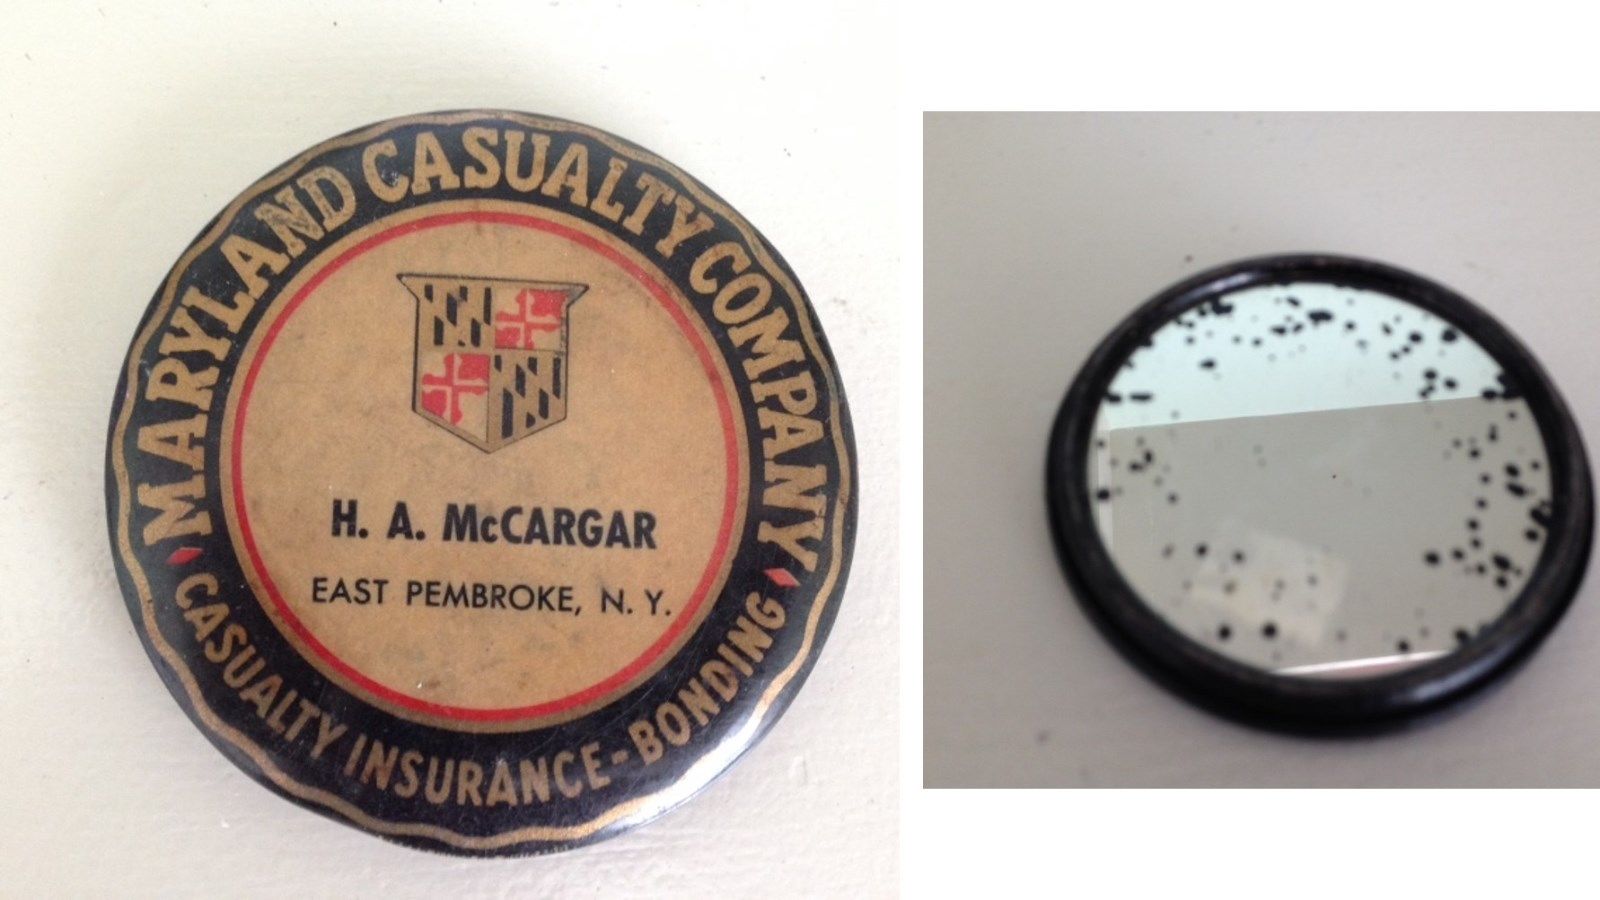 MARYLAND CASUALTY COMPANY
H. A. McCARGAR
EAST PEMBROKE, N. Y.
CASUALTY INSURANCE-BONDING